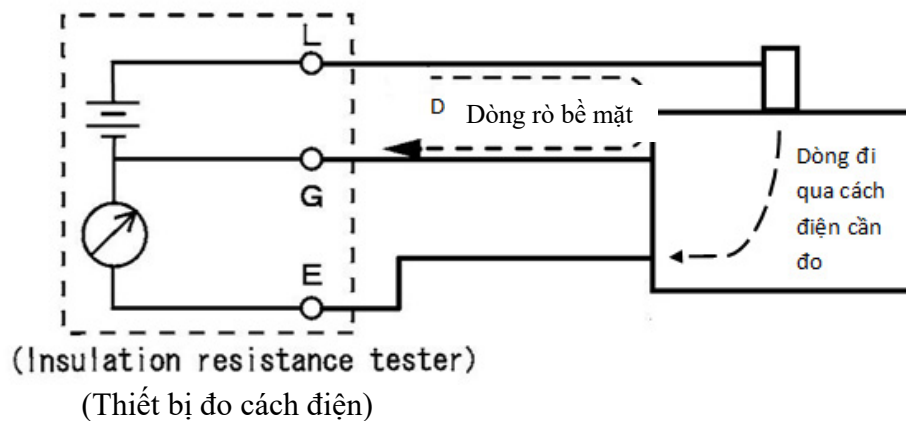 L
D Dòng rò bề mặt
G
Dòng đi
qua cách
điện cần
đo
E
(Insulation resistance tester)
(Thiết bị đo cách điện)